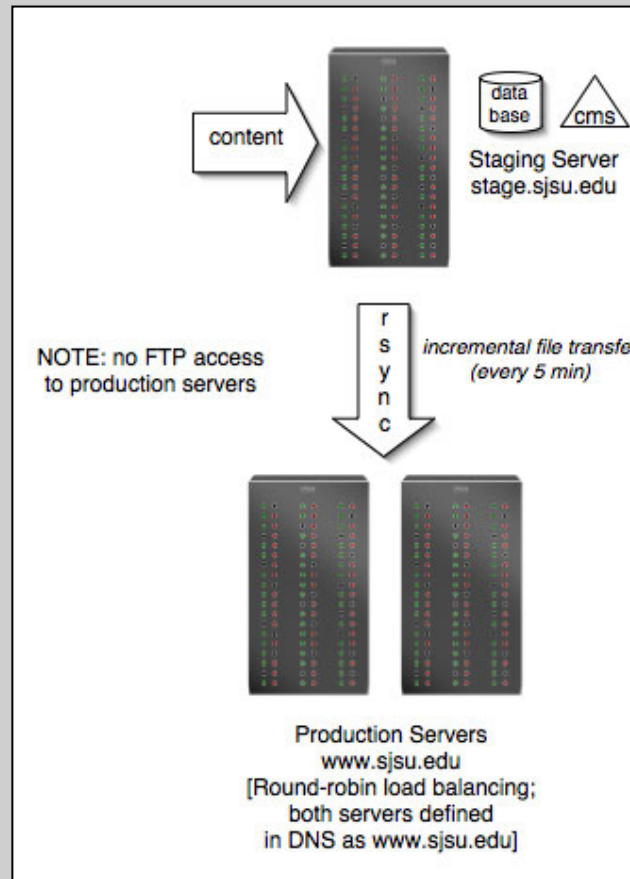 content
data
base
cms
Staging Server
stage.sjsu.edu
rsync
incremental file transfe
(every 5 min)
NOTE: no FTP access
to production servers
Production Servers
www.sjsu.edu
[Round-robin load balancing;
both servers defined
in DNS as www.sjsu.edu]